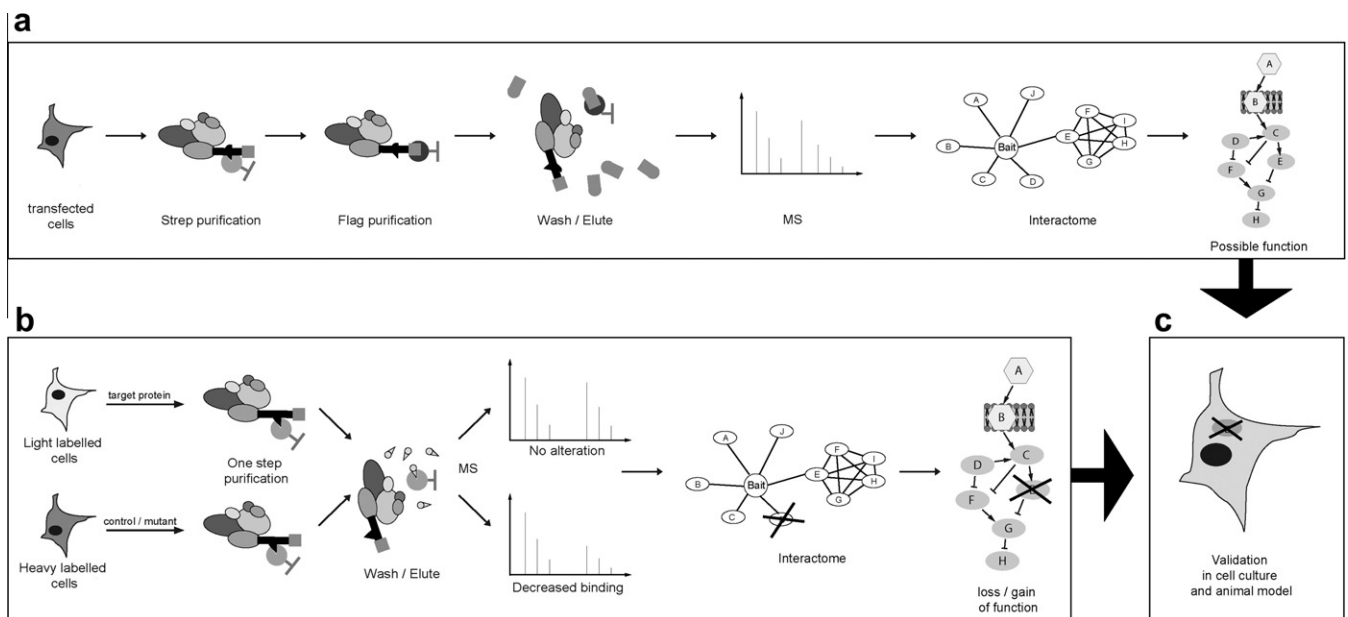 a
transfected
cells
Strep purification
Flag purification
Wash / Elute
MS
A
J
B
Bait
C
D
E
F
I
H
G
Interactome
A
B
C
D
E
F
G
H
Possible function
b
Light labelled
cells
target protein
One step
purification
Heavy labelled
cells
control / mutant
Wash / Elute
MS
No alteration
Decreased binding
A
J
B
Bait
C
E
F
I
H
G
Interactome
A
B
C
D
F
G
H
loss / gain
of function
c
Validation
in cell culture
and animal model